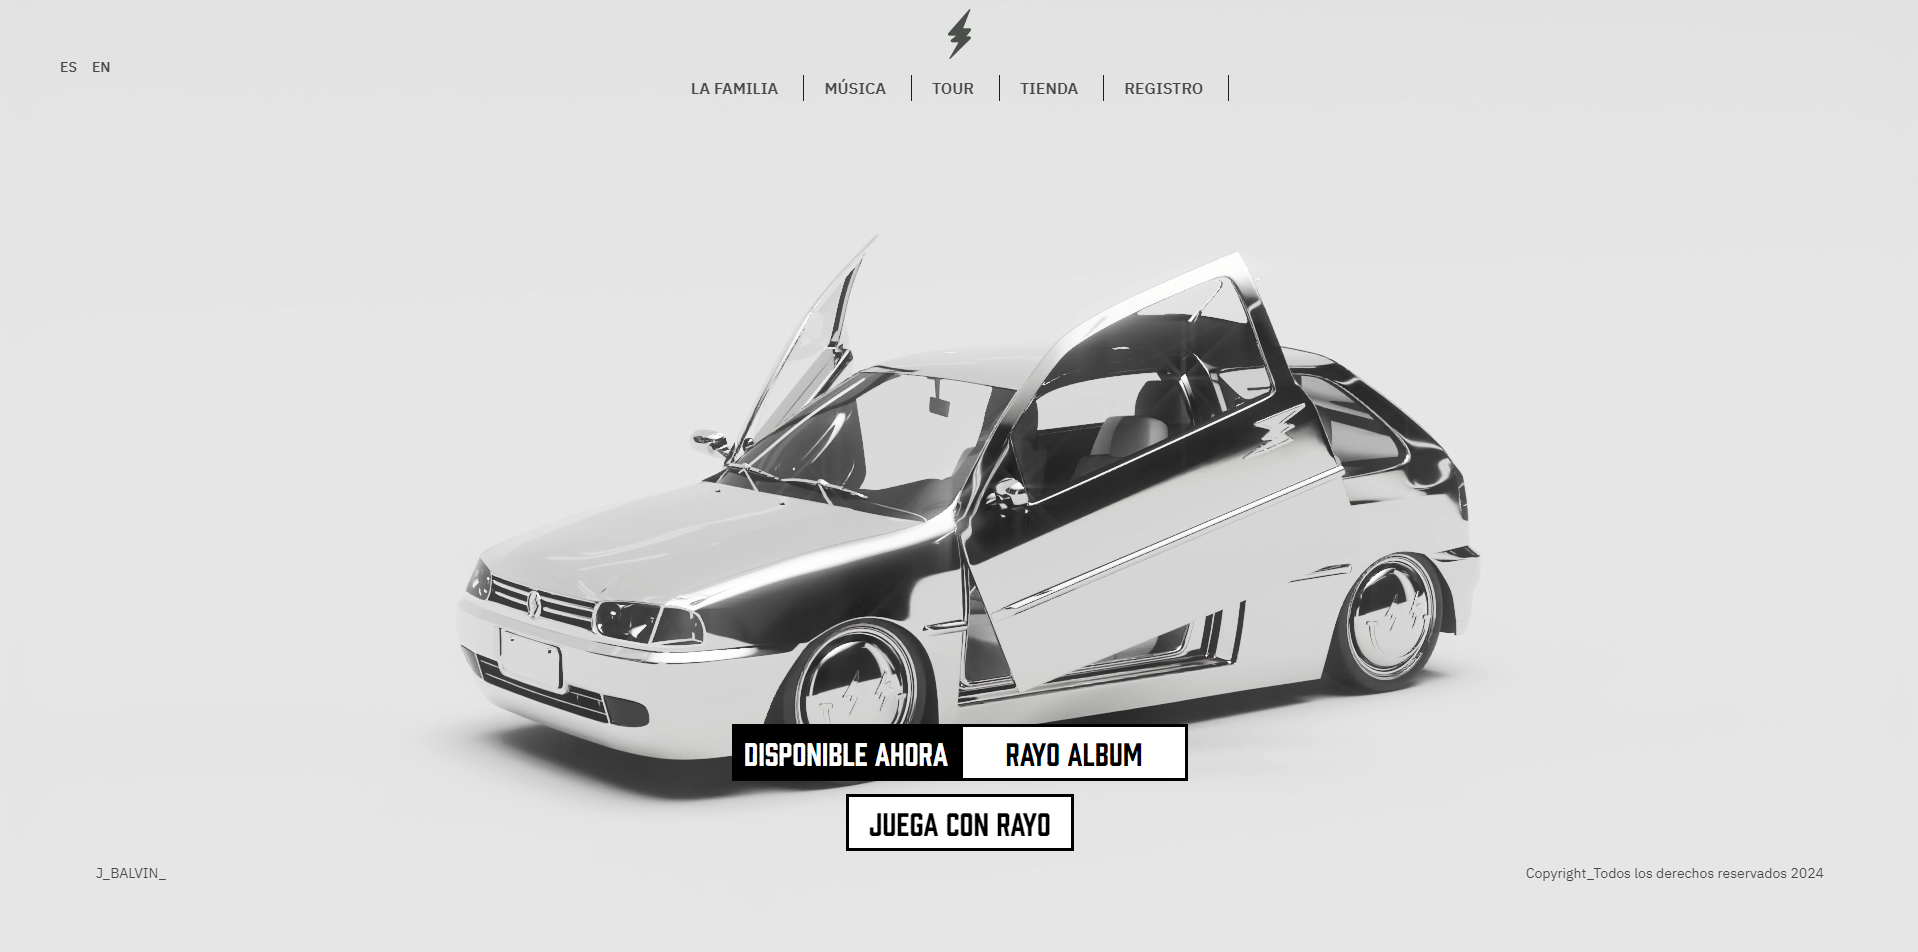 ES EN
LA FAMILIA MÚSICA TOUR TIENDA REGISTRO
DISPONIBLE AHORA RAYO ALBUM
JUEGA CON RAYO
J_BALVIN_ Copyright_Todos los derechos reservados 2024